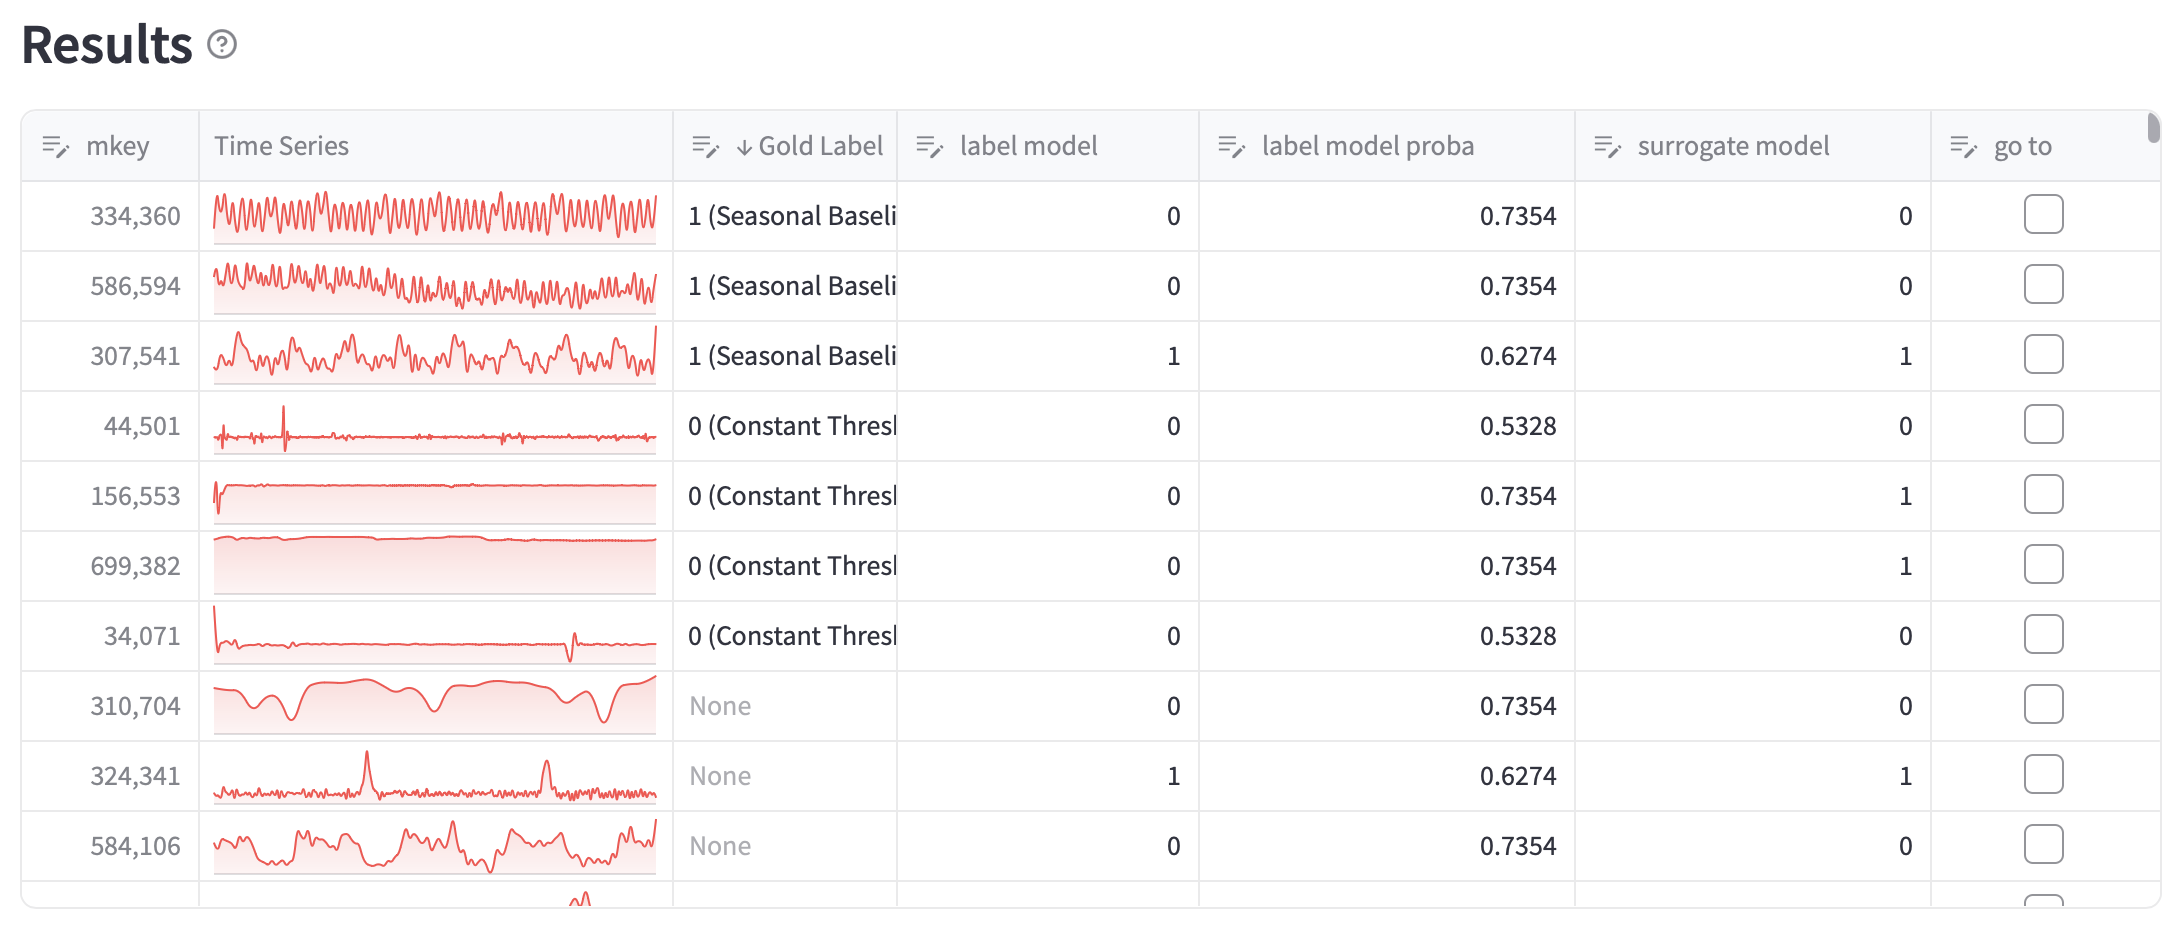 Results
mkey Time Series ↓ Gold Label label model label model proba surrogate model go to
334,360 1 (Seasonal Baseli 0 0.7354 0
586,594 1 (Seasonal Baseli 0 0.7354 0
307,541 1 (Seasonal Baseli 1 0.6274 1
44,501 0 (Constant Thresh 0 0.5328 0
156,553 0 (Constant Thresh 0 0.7354 1
699,382 0 (Constant Thresh 0 0.7354 1
34,071 0 (Constant Thresh 0 0.5328 0
310,704 None 0 0.7354 0
324,341 None 1 0.6274 1
584,106 None 0 0.7354 0